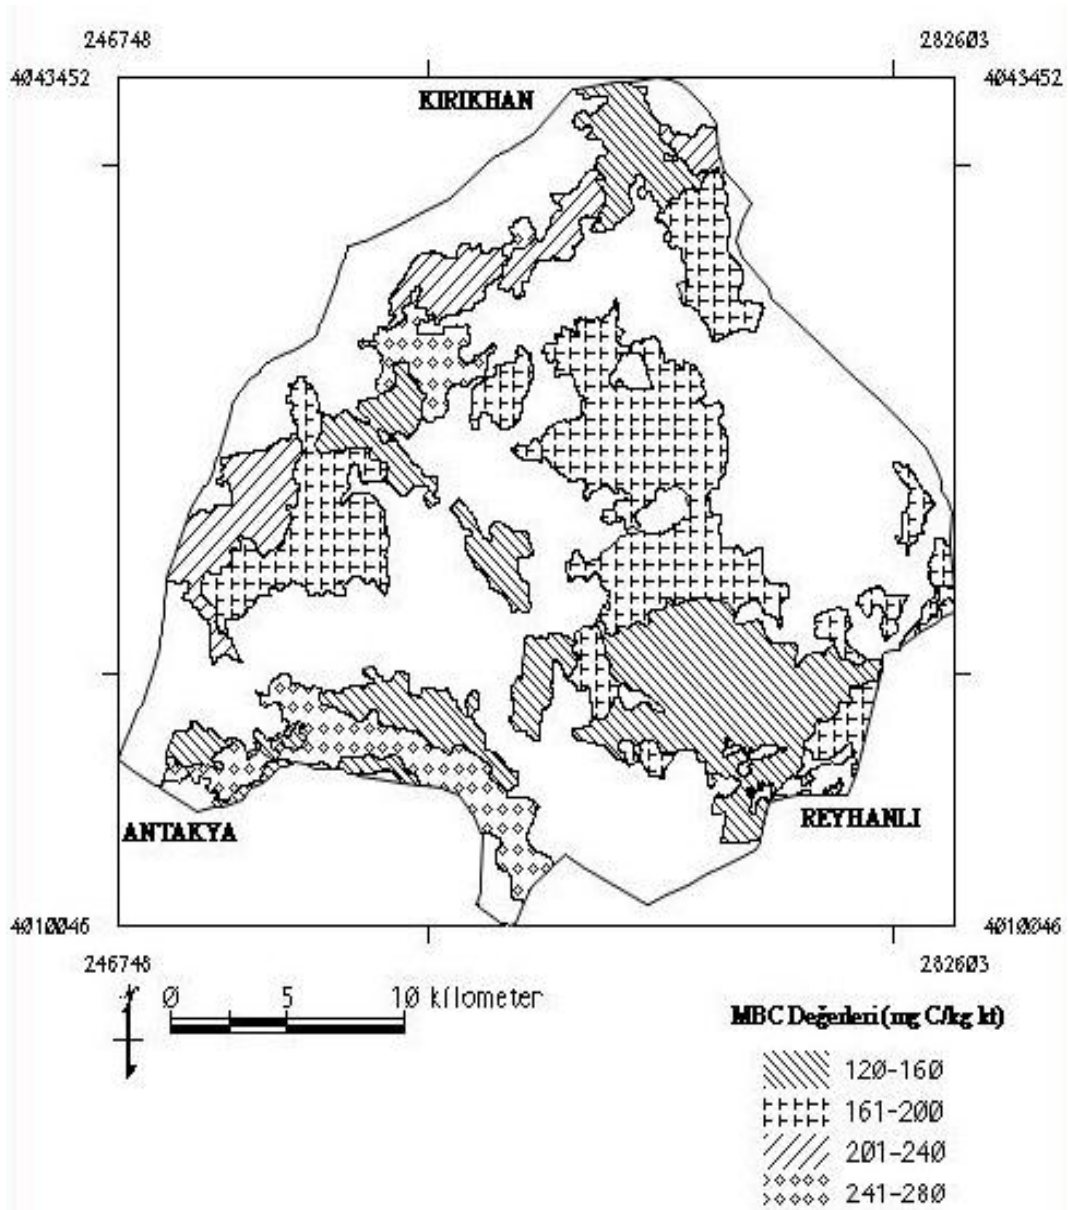 246748 282603
4043452 4043452
KIRIKHAN
ANTAKYA
REYHANLI
4010046 4010046
246748 282603
0 5 10 kilometer
MBC Değerleri (mg C/kg kt)
120-160
161-200
201-240
241-280